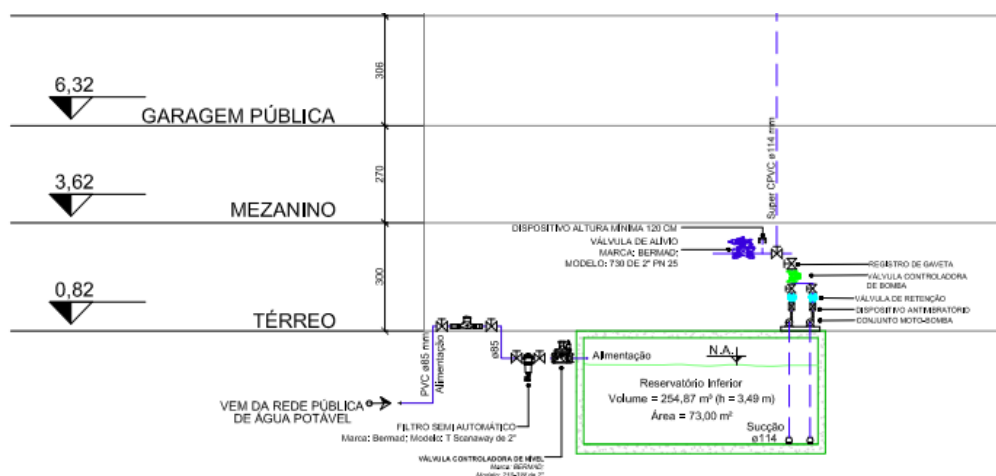 306
6,32
GARAGEM PÚBLICA
Super CPVC ø114 mm
270
3,62
MEZANINO
DISPOSITIVO ALTURA MÍNIMA 120 CM
VÁLVULA DE ALÍVIO
MARCA: BERMAD:
MODELO: 730 DE 2" PN 25
REGISTRO DE GAVETA
VÁLVULA CONTROLADORA
DE BOMBA
300
0,82
VÁLVULA DE RETENÇÃO
DISPOSITIVO ANTIMBRATÓRIO
CONJUNTO MOTO-BOMBA
TÉRREO
PVC ø85 mm
Alimentação
ø85
Alimentação
N.A.
Reservatório Inferior
Volume = 254,87 m³ (h = 3,49 m)
Área = 73,00 m²
VEM DA REDE PÚBLICA
DE ÁGUA POTÁVEL
Sucção
ø114
FILTRO SEMI AUTOMÁTICO
Marca: Bermad; Modelo: T Scanaway de 2"
VÁLVULA CONTROLADORA DE NÍVEL
Marca: BERMAD;